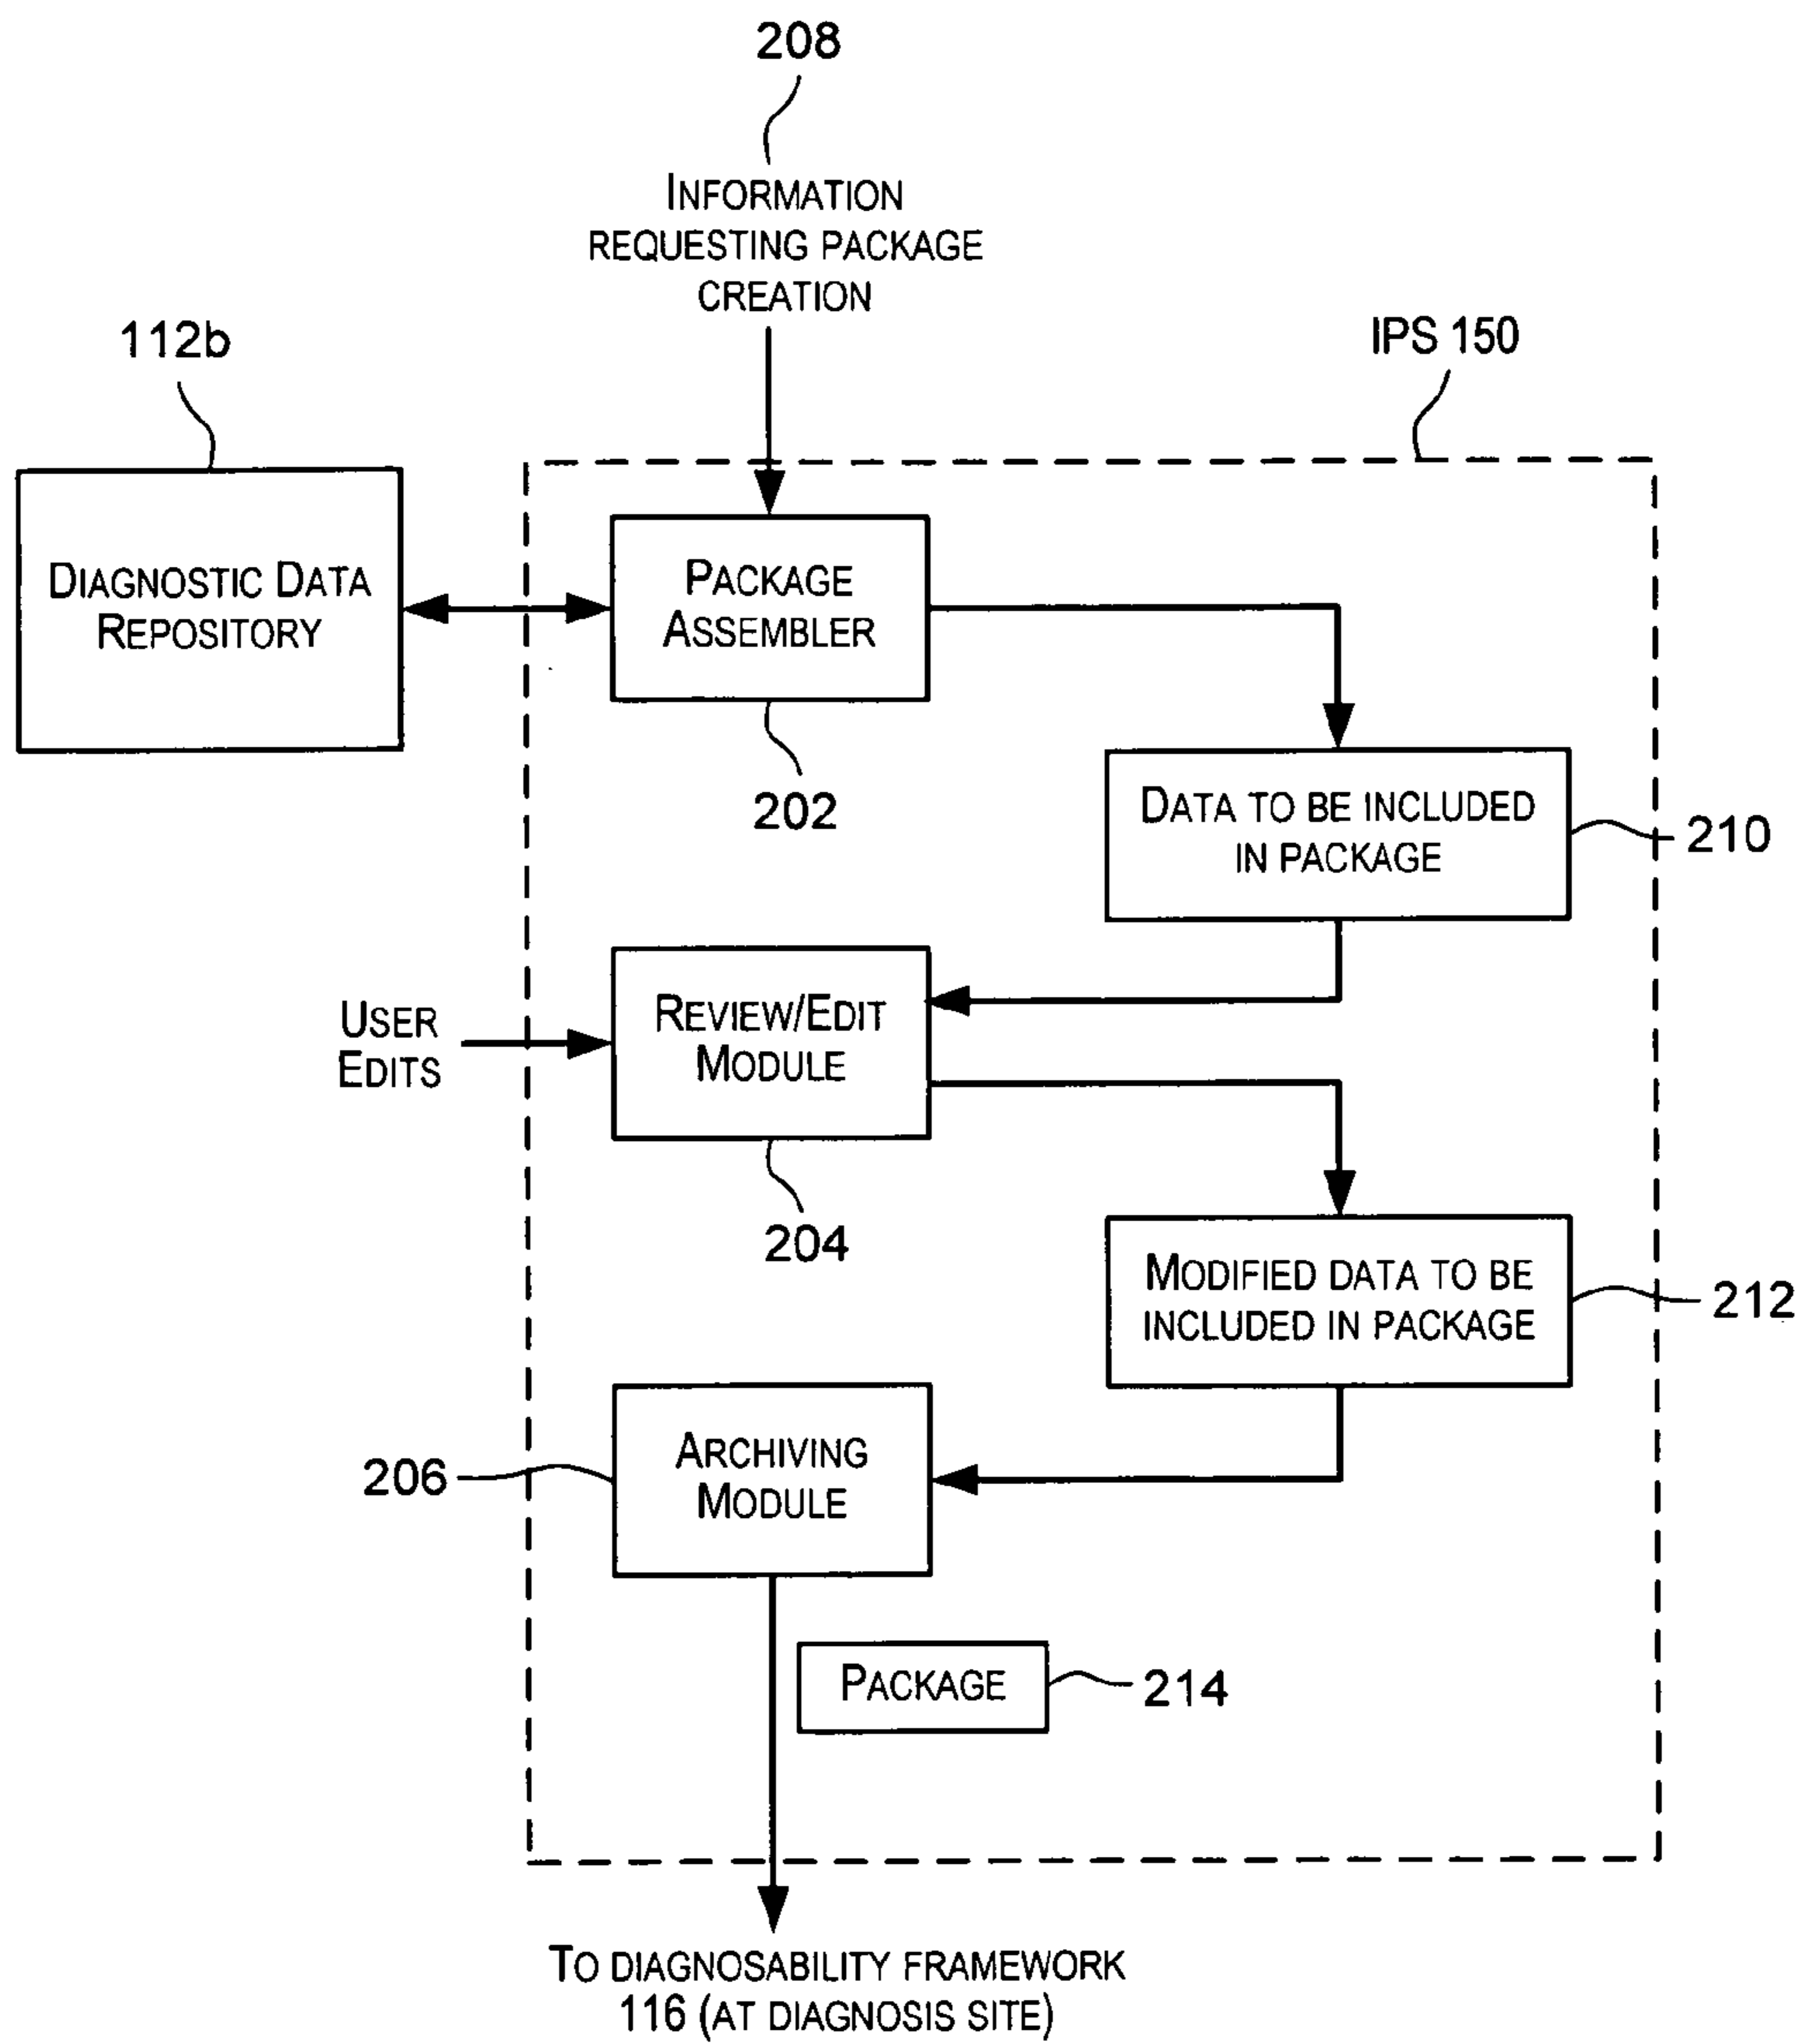 208
INFORMATION
REQUESTING PACKAGE
CREATION
112b
IPS 150
DIAGNOSTIC DATA
REPOSITORY
PACKAGE
ASSEMBLER
202
DATA TO BE INCLUDED
IN PACKAGE
210
USER
EDITS
REVIEW/EDIT
MODULE
204
MODIFIED DATA TO BE
INCLUDED IN PACKAGE
212
206
ARCHIVING
MODULE
PACKAGE
214
TO DIAGNOSABILITY FRAMEWORK
116 (AT DIAGNOSIS SITE)